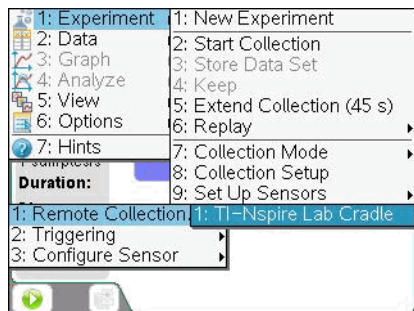 1: Experiment
2: Data
3: Graph
4: Analyze
5: View
6: Options
7: Hints
1: New Experiment
2: Start Collection
3: Store Data Set
4: Keep
5: Extend Collection (45 s)
6: Replay
7: Collection Mode
8: Collection Setup
9: Set Up Sensors
Duration:
1: Remote Collection
2: Triggering
3: Configure Sensor
1: TI-Nspire Lab Cradle